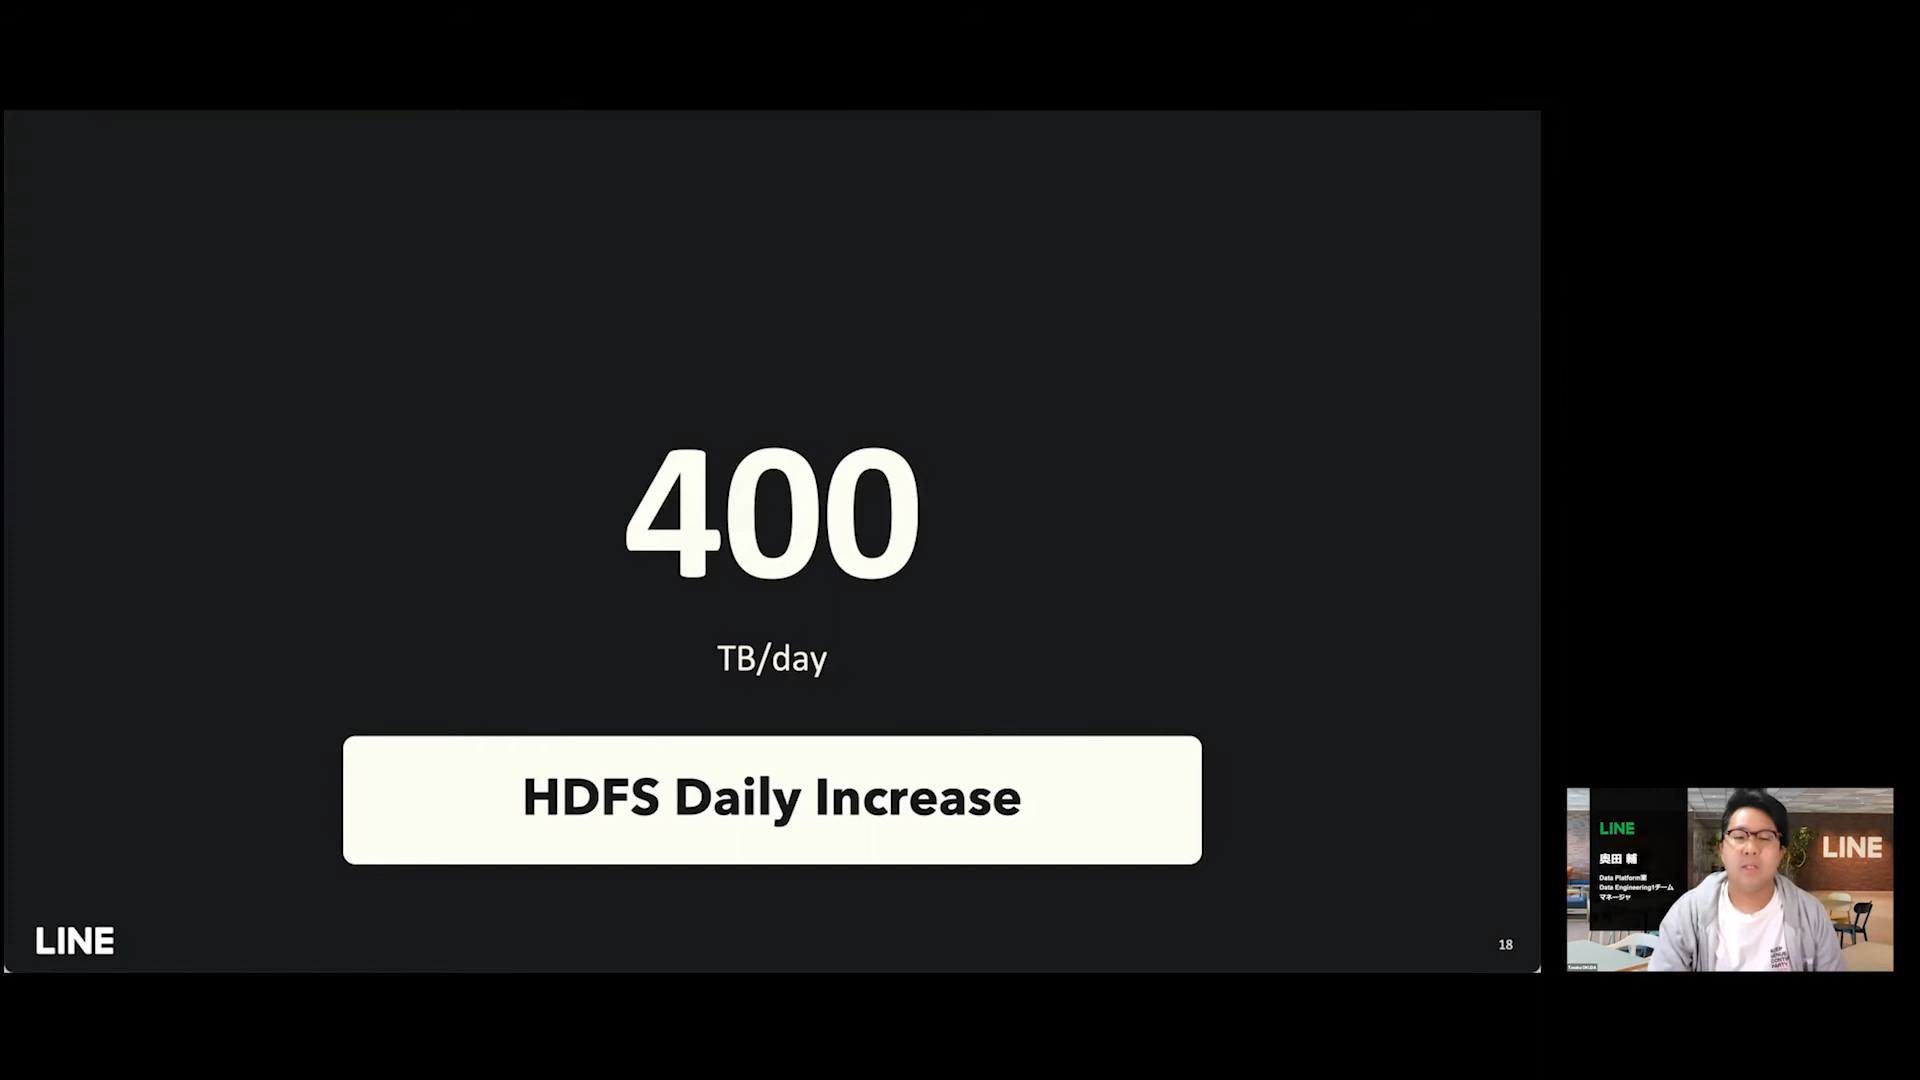 400
TB/day
HDFS Daily Increase
LINE
18
LINE
奥田 輔
Data Platform室
Data Engineering1チーム
マネージャ
LINE